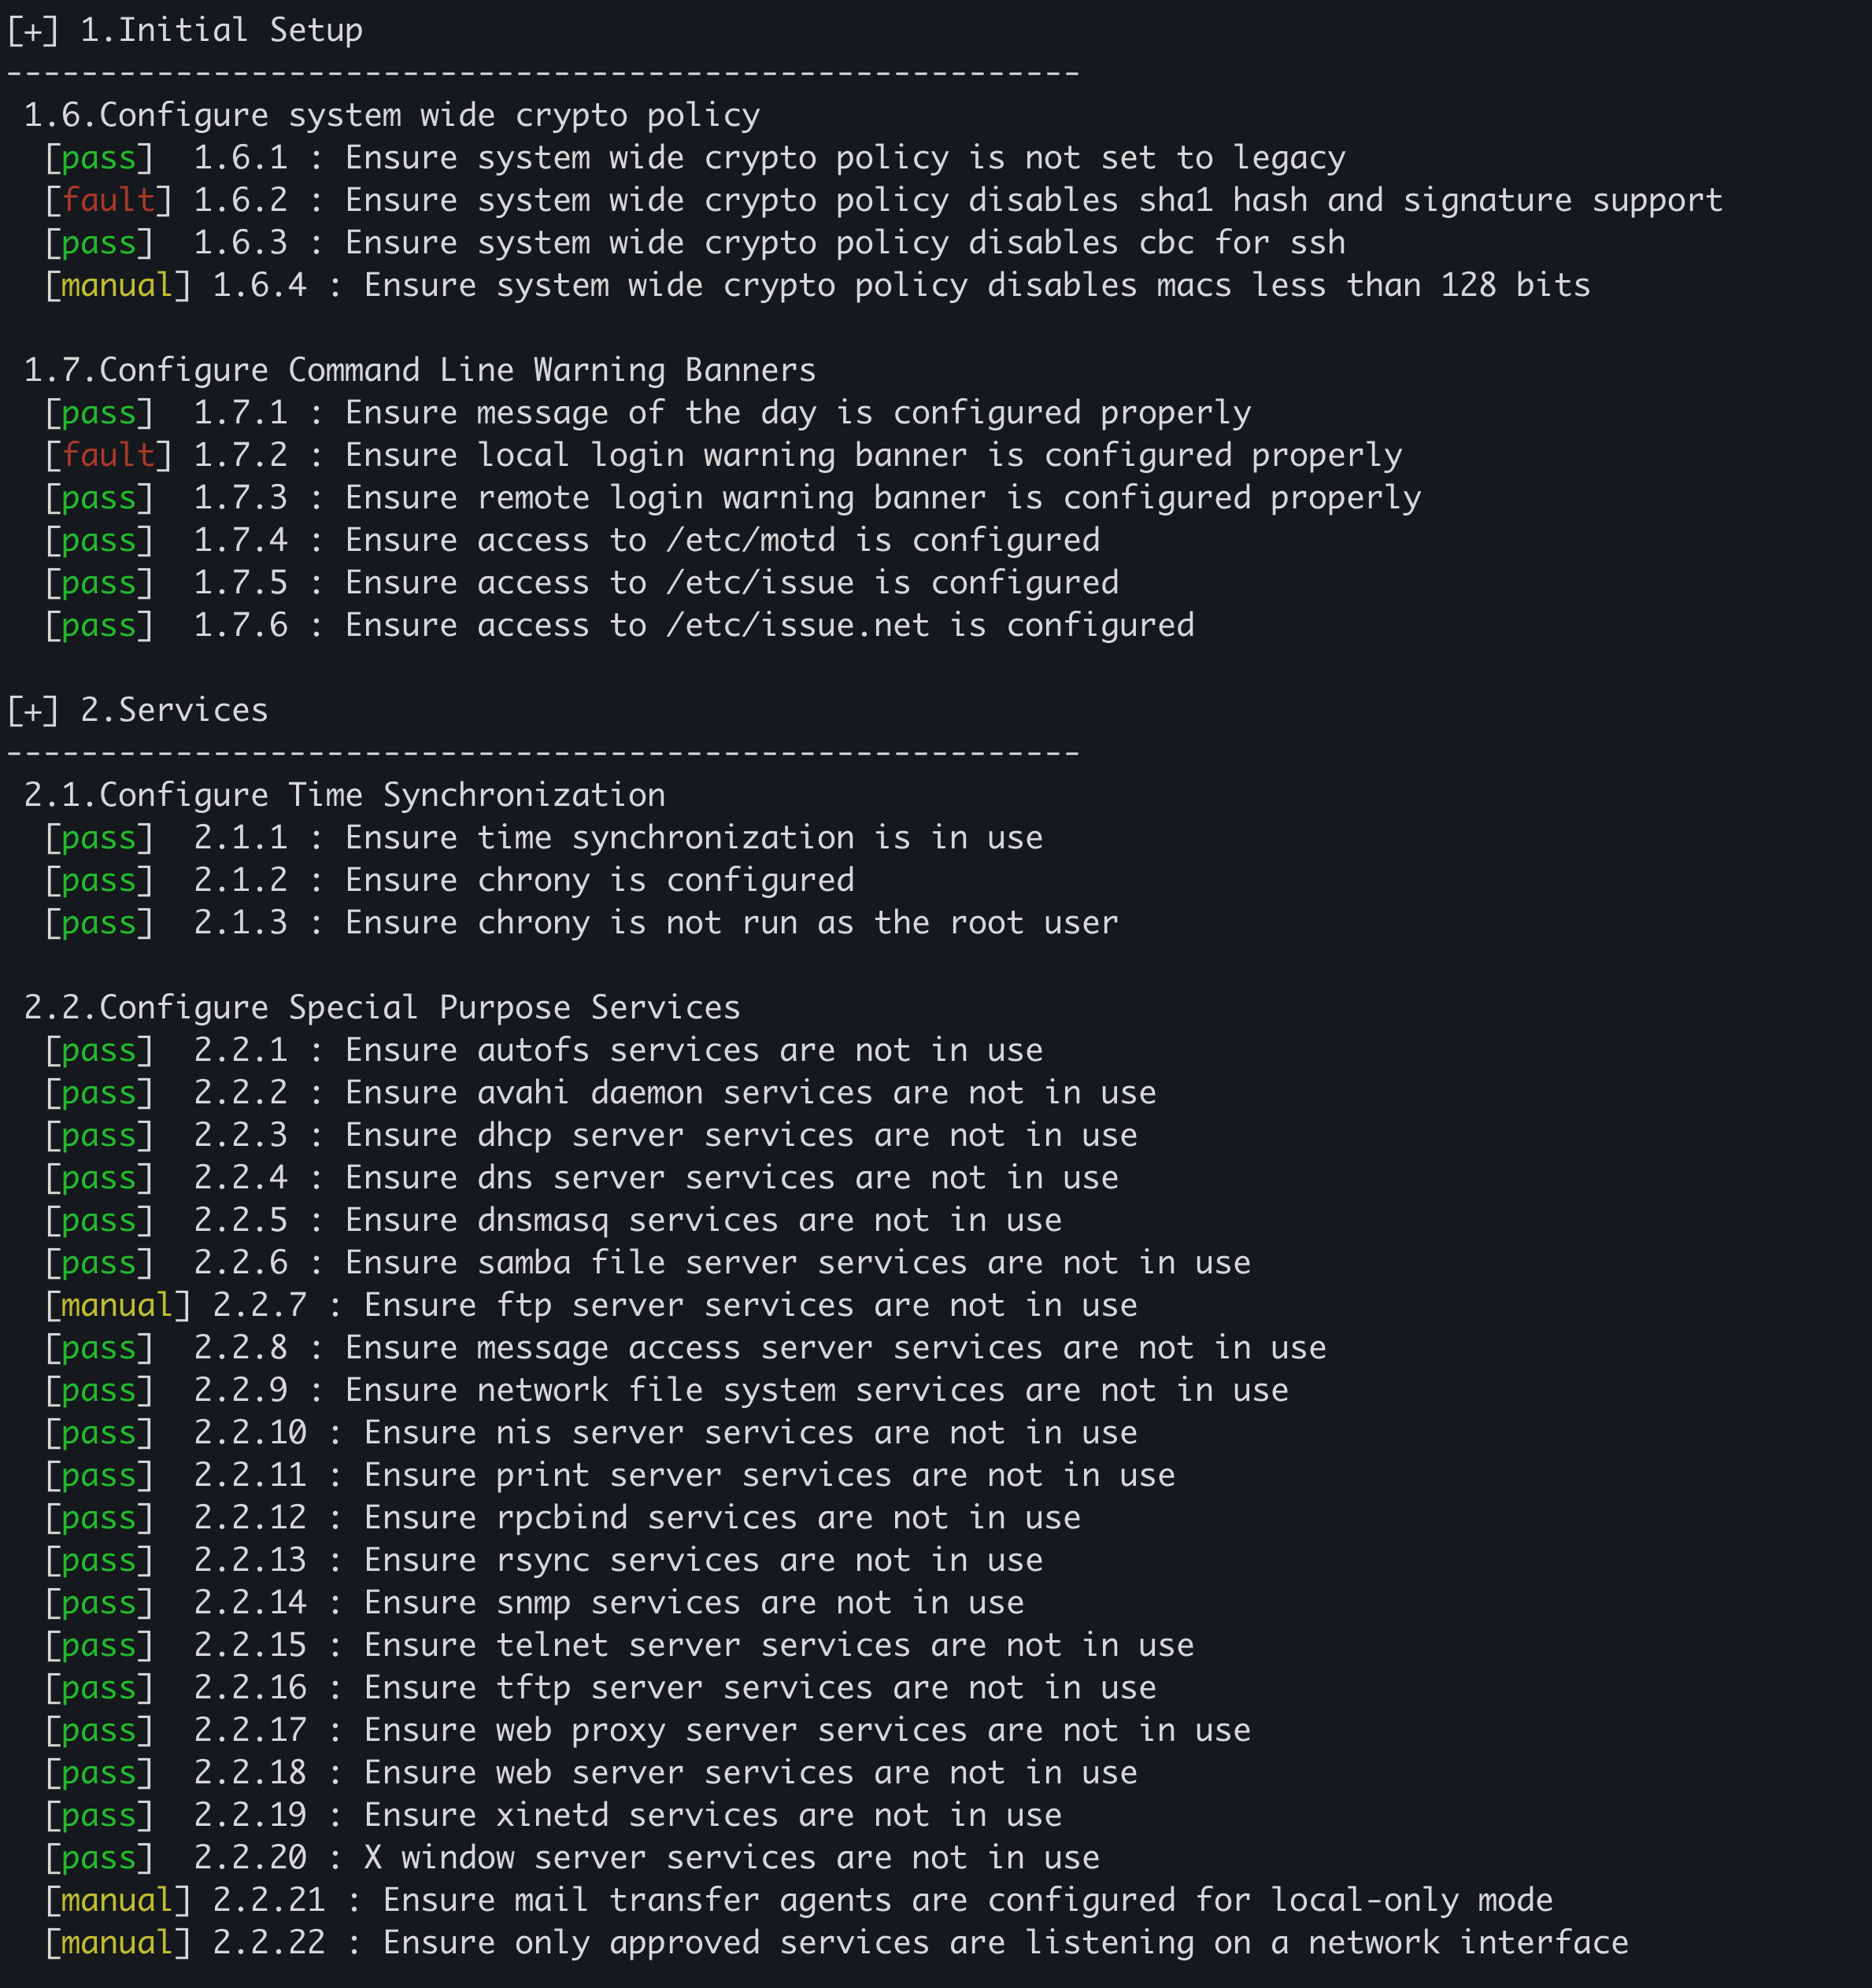 [+] 1.Initial Setup
---------------------------------------------------------
1.6.Configure system wide crypto policy
[pass]  1.6.1 : Ensure system wide crypto policy is not set to legacy
[fault] 1.6.2 : Ensure system wide crypto policy disables sha1 hash and signature support
[pass]  1.6.3 : Ensure system wide crypto policy disables cbc for ssh
[manual] 1.6.4 : Ensure system wide crypto policy disables macs less than 128 bits
1.7.Configure Command Line Warning Banners
[pass]  1.7.1 : Ensure message of the day is configured properly
[fault] 1.7.2 : Ensure local login warning banner is configured properly
[pass]  1.7.3 : Ensure remote login warning banner is configured properly
[pass]  1.7.4 : Ensure access to /etc/motd is configured
[pass]  1.7.5 : Ensure access to /etc/issue is configured
[pass]  1.7.6 : Ensure access to /etc/issue.net is configured
[+] 2.Services
---------------------------------------------------------
2.1.Configure Time Synchronization
[pass]  2.1.1 : Ensure time synchronization is in use
[pass]  2.1.2 : Ensure chrony is configured
[pass]  2.1.3 : Ensure chrony is not run as the root user
2.2.Configure Special Purpose Services
[pass]  2.2.1 : Ensure autofs services are not in use
[pass]  2.2.2 : Ensure avahi daemon services are not in use
[pass]  2.2.3 : Ensure dhcp server services are not in use
[pass]  2.2.4 : Ensure dns server services are not in use
[pass]  2.2.5 : Ensure dnsmasq services are not in use
[pass]  2.2.6 : Ensure samba file server services are not in use
[manual] 2.2.7 : Ensure ftp server services are not in use
[pass]  2.2.8 : Ensure message access server services are not in use
[pass]  2.2.9 : Ensure network file system services are not in use
[pass]  2.2.10 : Ensure nis server services are not in use
[pass]  2.2.11 : Ensure print server services are not in use
[pass]  2.2.12 : Ensure rpcbind services are not in use
[pass]  2.2.13 : Ensure rsync services are not in use
[pass]  2.2.14 : Ensure snmp services are not in use
[pass]  2.2.15 : Ensure telnet server services are not in use
[pass]  2.2.16 : Ensure tftp server services are not in use
[pass]  2.2.17 : Ensure web proxy server services are not in use
[pass]  2.2.18 : Ensure web server services are not in use
[pass]  2.2.19 : Ensure xinetd services are not in use
[pass]  2.2.20 : X window server services are not in use
[manual] 2.2.21 : Ensure mail transfer agents are configured for local-only mode
[manual] 2.2.22 : Ensure only approved services are listening on a network interface